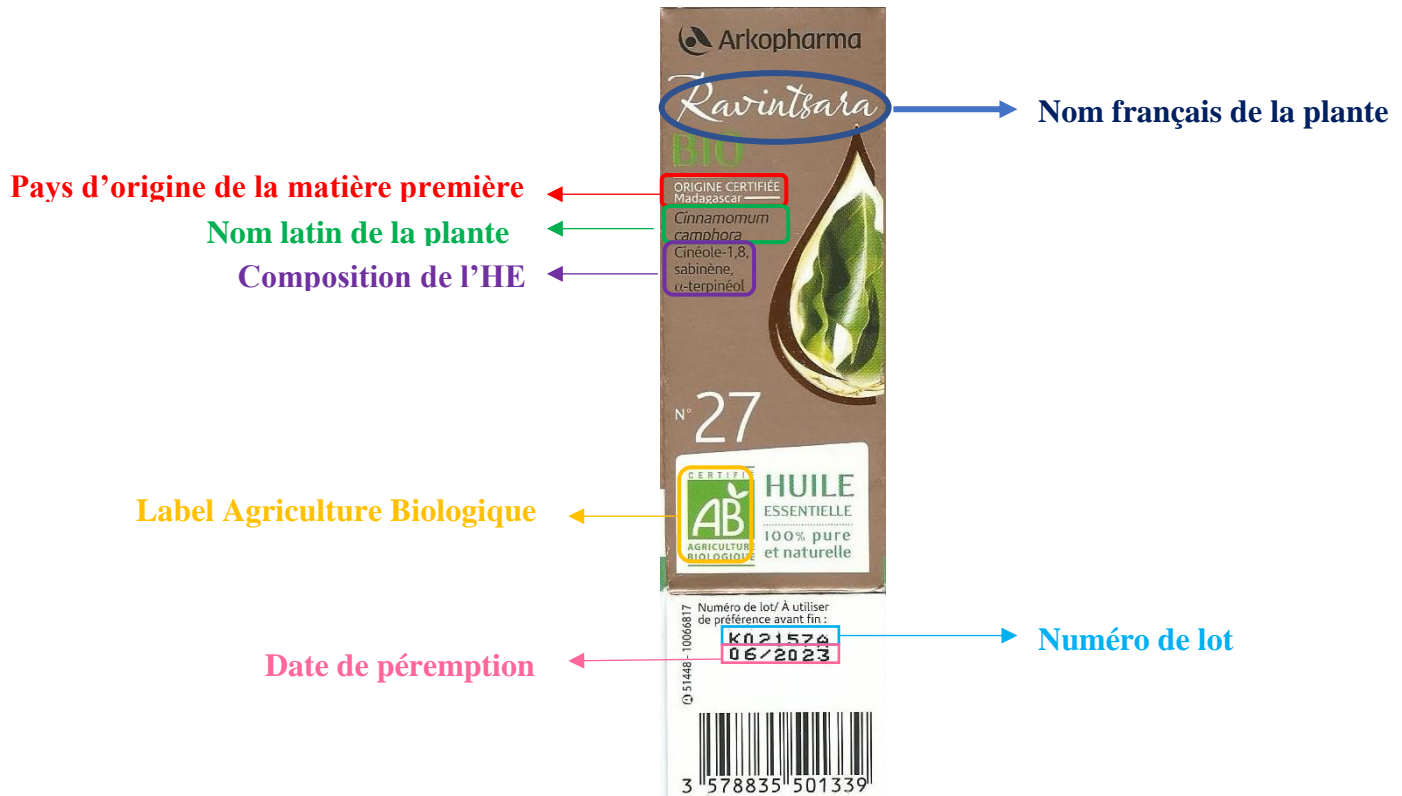 Arkopharma
Ravintsara
Nom français de la plante
BIO
Pays d’origine de la matière première
ORIGINE CERTIFIÉE
Madagascar
Nom latin de la plante
Cinnamomum
camphora
Composition de l’HE
Cinéole-1,8,
sabinène,
α-terpinéol
N° 27
Label Agriculture Biologique
CERTIFIÉ
AB
AGRICULTURE
BIOLOGIQUE
HUILE
ESSENTIELLE
100% pure
et naturelle
51448 - 10066817
Numéro de lot/ À utiliser
de préférence avant fin :
K02157A
Numéro de lot
06/2023
Date de péremption
3 578835 501339